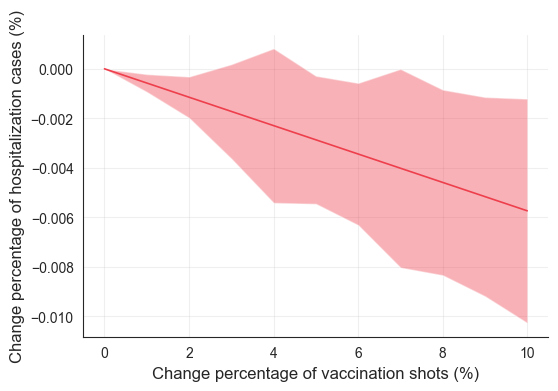 Change percentage of hospitalization cases (%)
0.000
−0.002
−0.004
−0.006
−0.008
−0.010
0 2 4 6 8 10
Change percentage of vaccination shots (%)